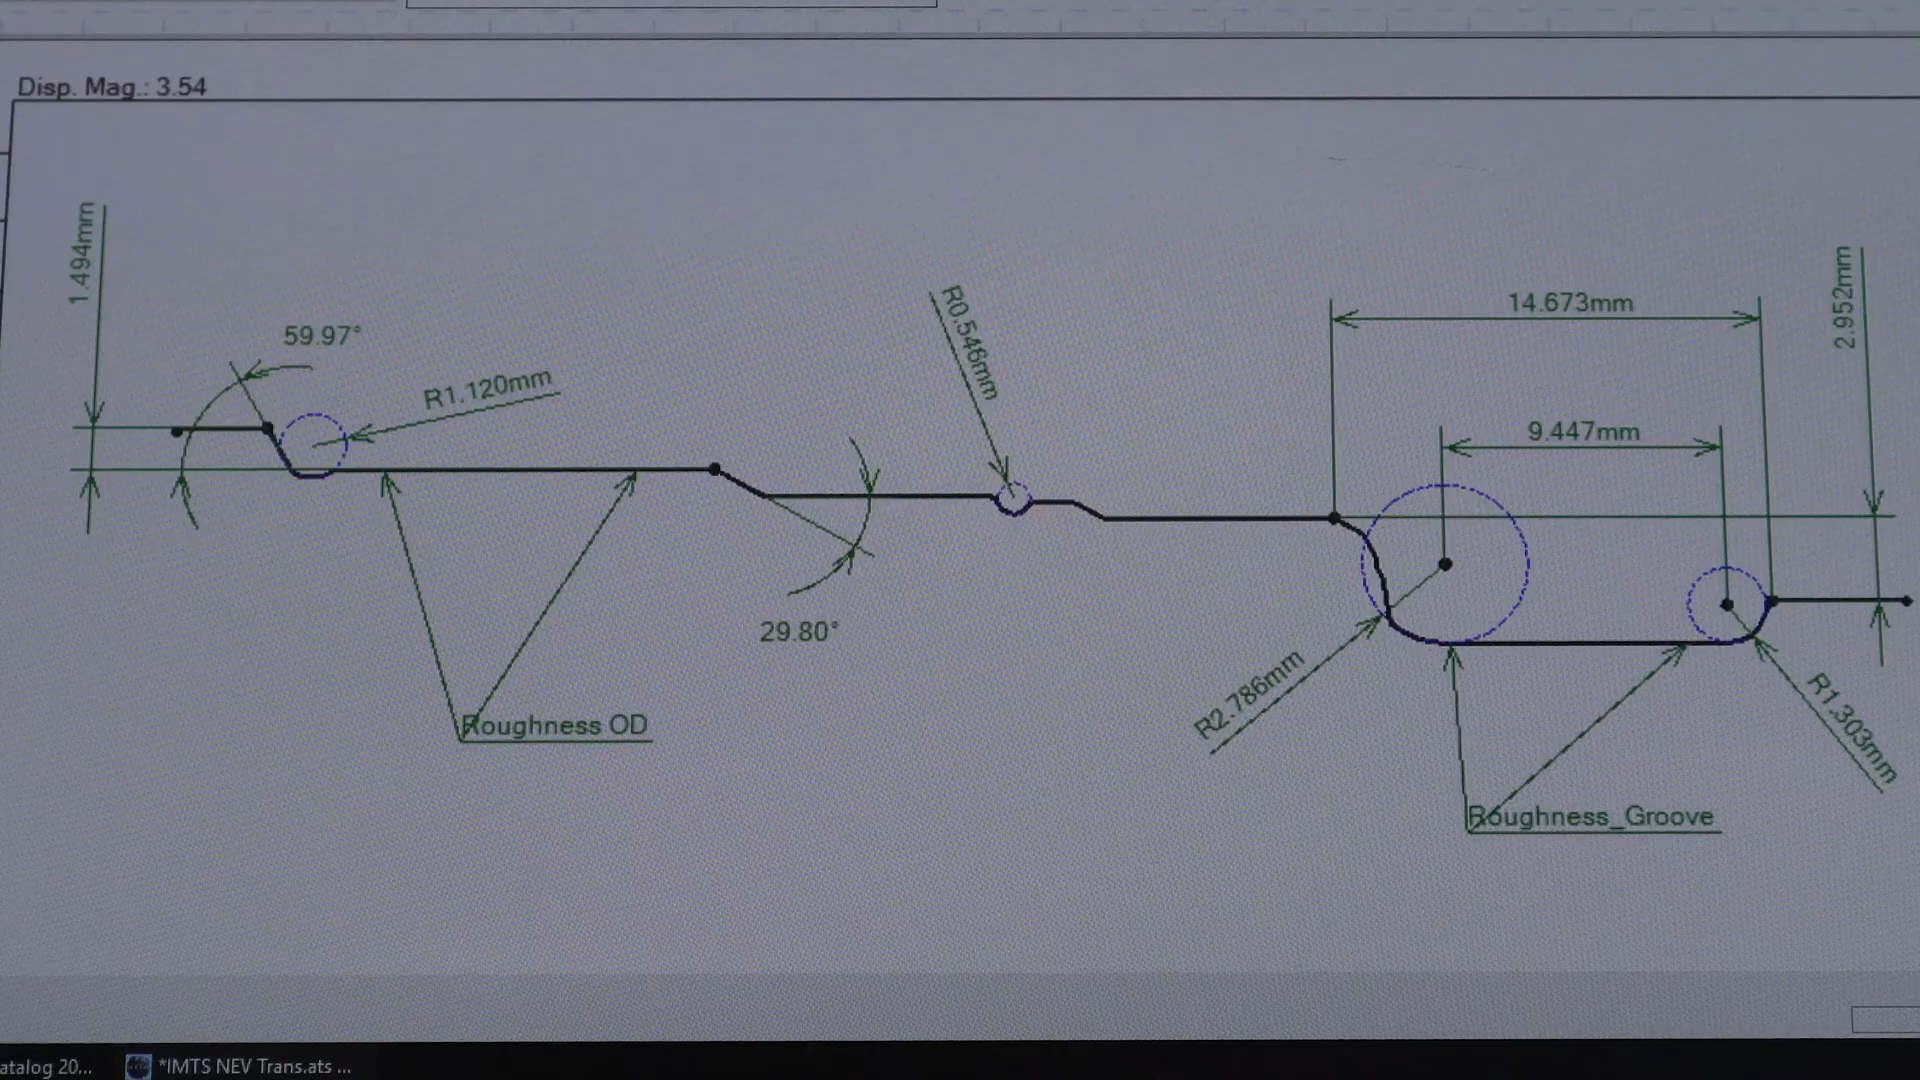 Disp. Mag.: 3.54
1.494mm
59.97°
R1.120mm
R0.546mm
14.673mm
2.952mm
9.447mm
29.80°
R2.786mm
R1.303mm
Roughness OD
Roughness_Groove
atalog 20...
*IMTS NEV Trans.ats ...